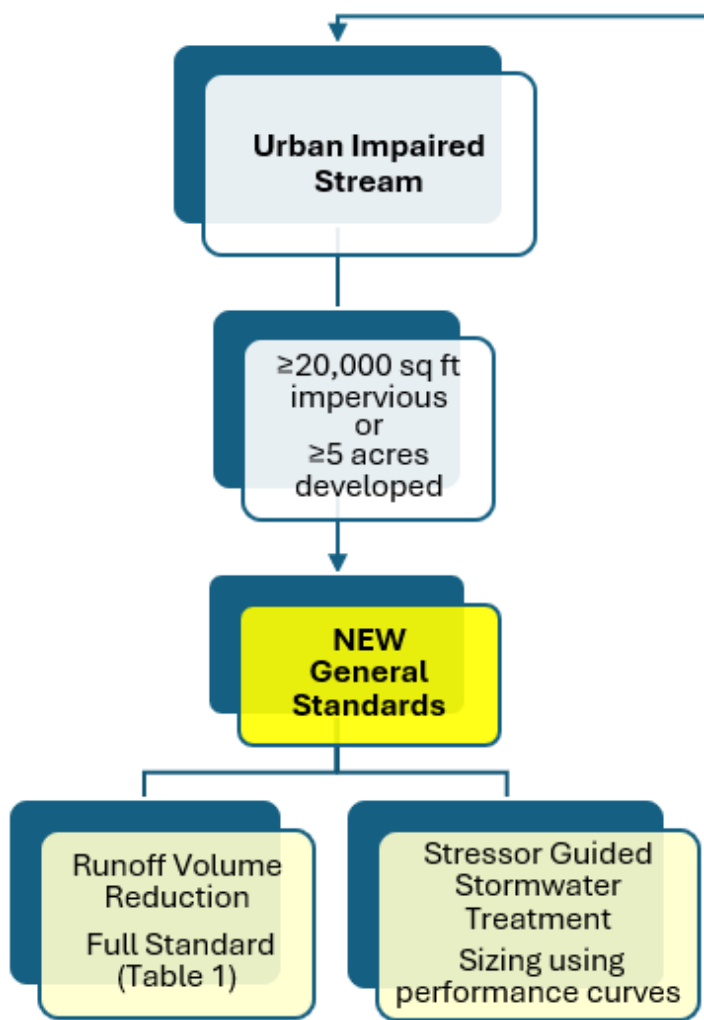 Urban Impaired
Stream
≥20,000 sq ft
impervious
or
≥5 acres
developed
NEW
General
Standards
Runoff Volume
Reduction
Full Standard
(Table 1)
Stressor Guided
Stormwater
Treatment
Sizing using
performance curves